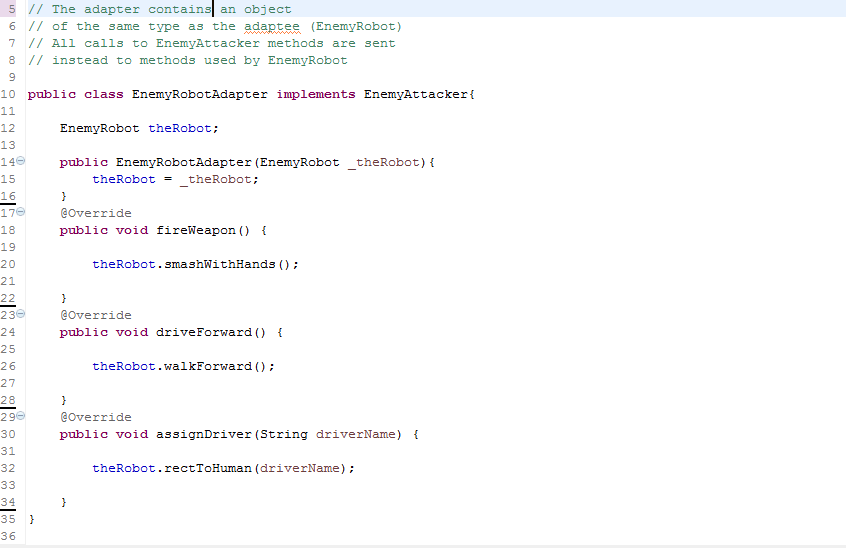 5 // The adapter contains an object
6 // of the same type as the adaptee (EnemyRobot)
7 // All calls to EnemyAttacker methods are sent
8 // instead to methods used by EnemyRobot
9
10 public class EnemyRobotAdapter implements EnemyAttacker{
11
12     EnemyRobot theRobot;
13
14     public EnemyRobotAdapter(EnemyRobot _theRobot){
15         theRobot = _theRobot;
16     }
17     @Override
18     public void fireWeapon() {
19
20         theRobot.smashWithHands();
21
22     }
23     @Override
24     public void driveForward() {
25
26         theRobot.walkForward();
27
28     }
29     @Override
30     public void assignDriver(String driverName) {
31
32         theRobot.rectToHuman(driverName);
33
34     }
35 }
36